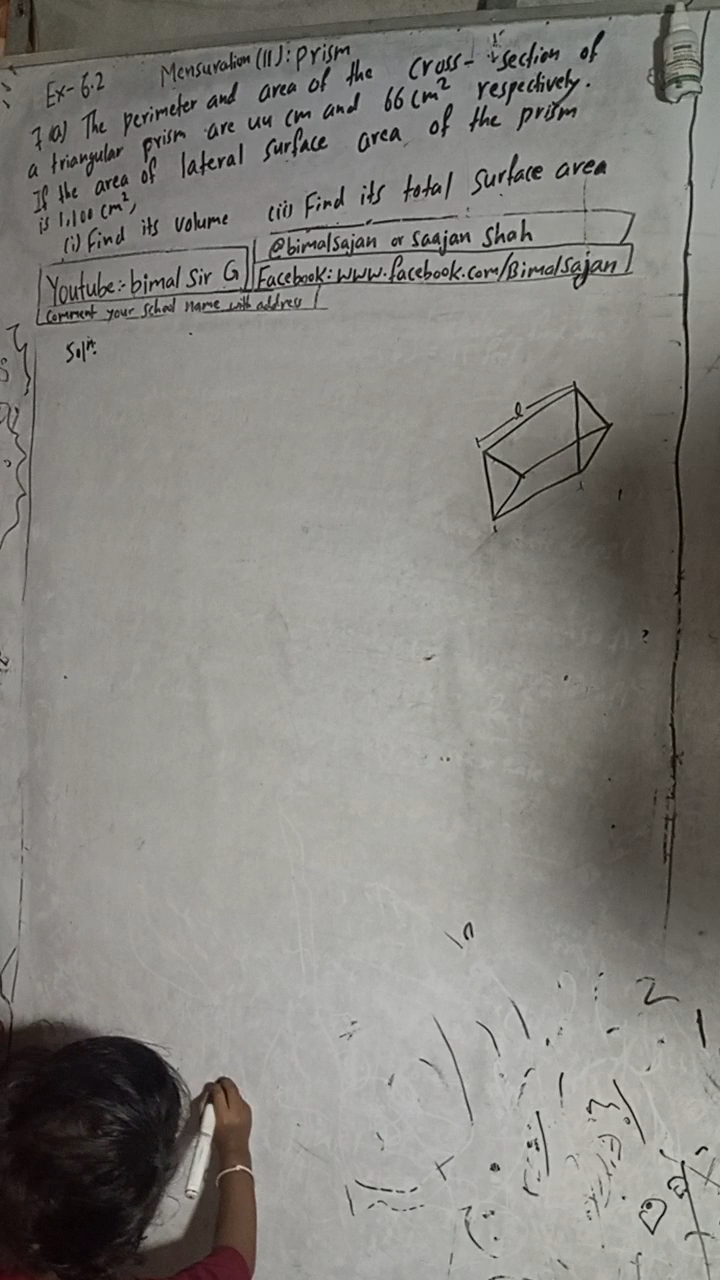 Ex-6.2 Mensuration (II): prism
7 (a) The perimeter and area of the cross-section of
a triangular prism are 44 cm and 66 cm² respectively.
If the area of lateral surface area of the prism
is 1,100 cm²,
(i) Find its volume (ii) Find its total surface area
@bimalsajan or Saajan Shah
Youtube:- bimal Sir G
Facebook: www.facebook.com/Bimalsajan
Comment your School Name with address
Solⁿ:
l